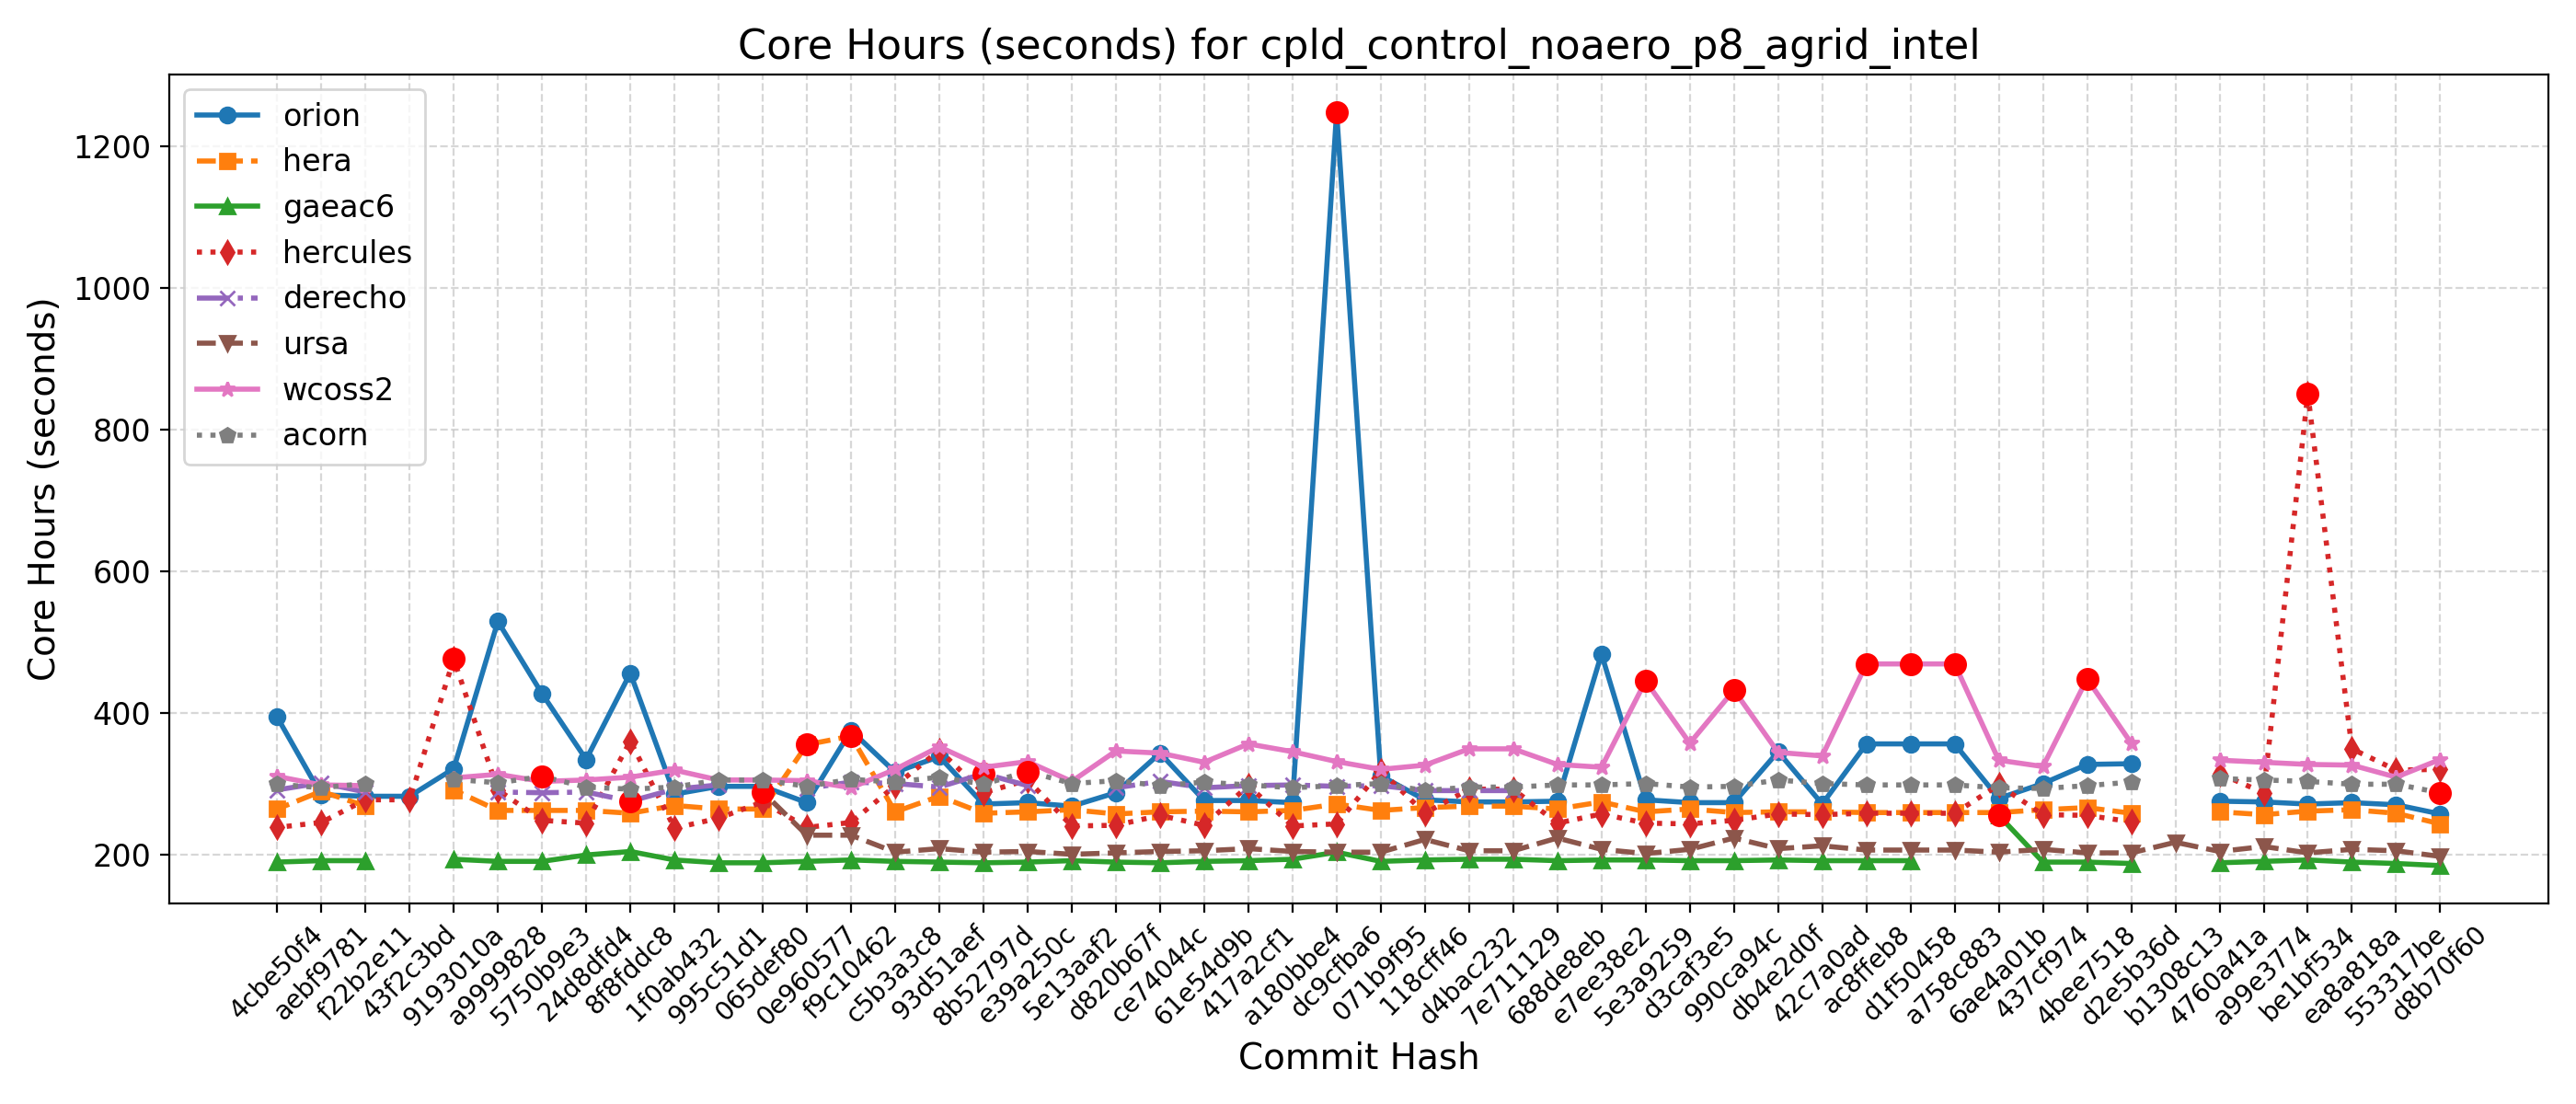 Core Hours (seconds) for cpld_control_noaero_p8_agrid_intel
Core Hours (seconds)
1200
1000
800
600
400
200
orion
hera
gaeac6
hercules
derecho
ursa
wcoss2
acorn
4cbe50f4
aebf9781
f22b2e11
43f2c3bd
9193010a
a9999828
5750b9e3
24d8dfd4
8f8fddc8
1f0ab432
995c51d1
065def80
0e960577
f9c10462
c5b3a3c8
93d51aef
8b52797d
e39a250c
5e13aaf2
d820b67f
ce74044c
61e54d9b
417a2cf1
a180bbe4
dc9cfba6
071b9f95
118cff46
d4bac232
7e711129
688de8eb
e7ee38e2
5e3a9259
d3caf3e5
990ca94c
db4e2d0f
42c7a0ad
ac8ffeb8
d1f50458
a758c883
6ae4a01b
437cf974
4bee7518
d2e5b36d
b1308c13
4760a41a
a99e3774
be1bf534
ea8a818a
553317be
d8b70f60
Commit Hash